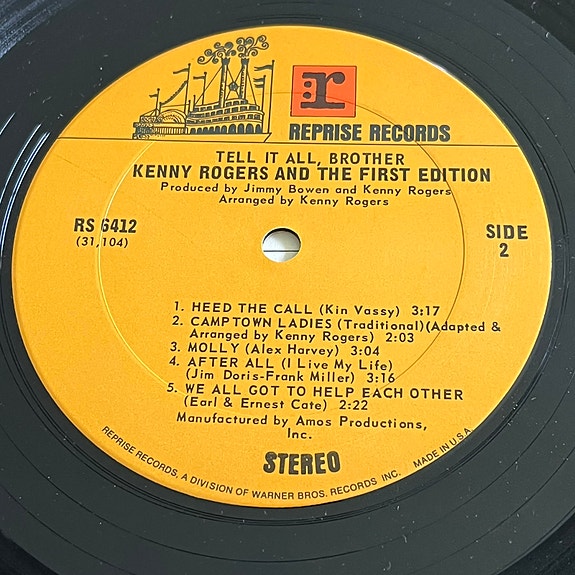 r
REPRISE RECORDS
TELL IT ALL, BROTHER
KENNY ROGERS AND THE FIRST EDITION
Produced by Jimmy Bowen and Kenny Rogers
Arranged by Kenny Rogers
RS 6412
(31,104)
SIDE
2
1. HEED THE CALL (Kin Vassy) 3:17
2. CAMPTOWN LADIES (Traditional)(Adapted &
Arranged by Kenny Rogers) 2:03
3. MOLLY (Alex Harvey) 3:04
4. AFTER ALL (I Live My Life)
(Jim Doris-Frank Miller) 3:16
5. WE ALL GOT TO HELP EACH OTHER
(Earl & Ernest Cate) 2:22
Manufactured by Amos Productions,
Inc.
STEREO
REPRISE RECORDS, A DIVISION OF WARNER BROS. RECORDS INC. MADE IN U.S.A.